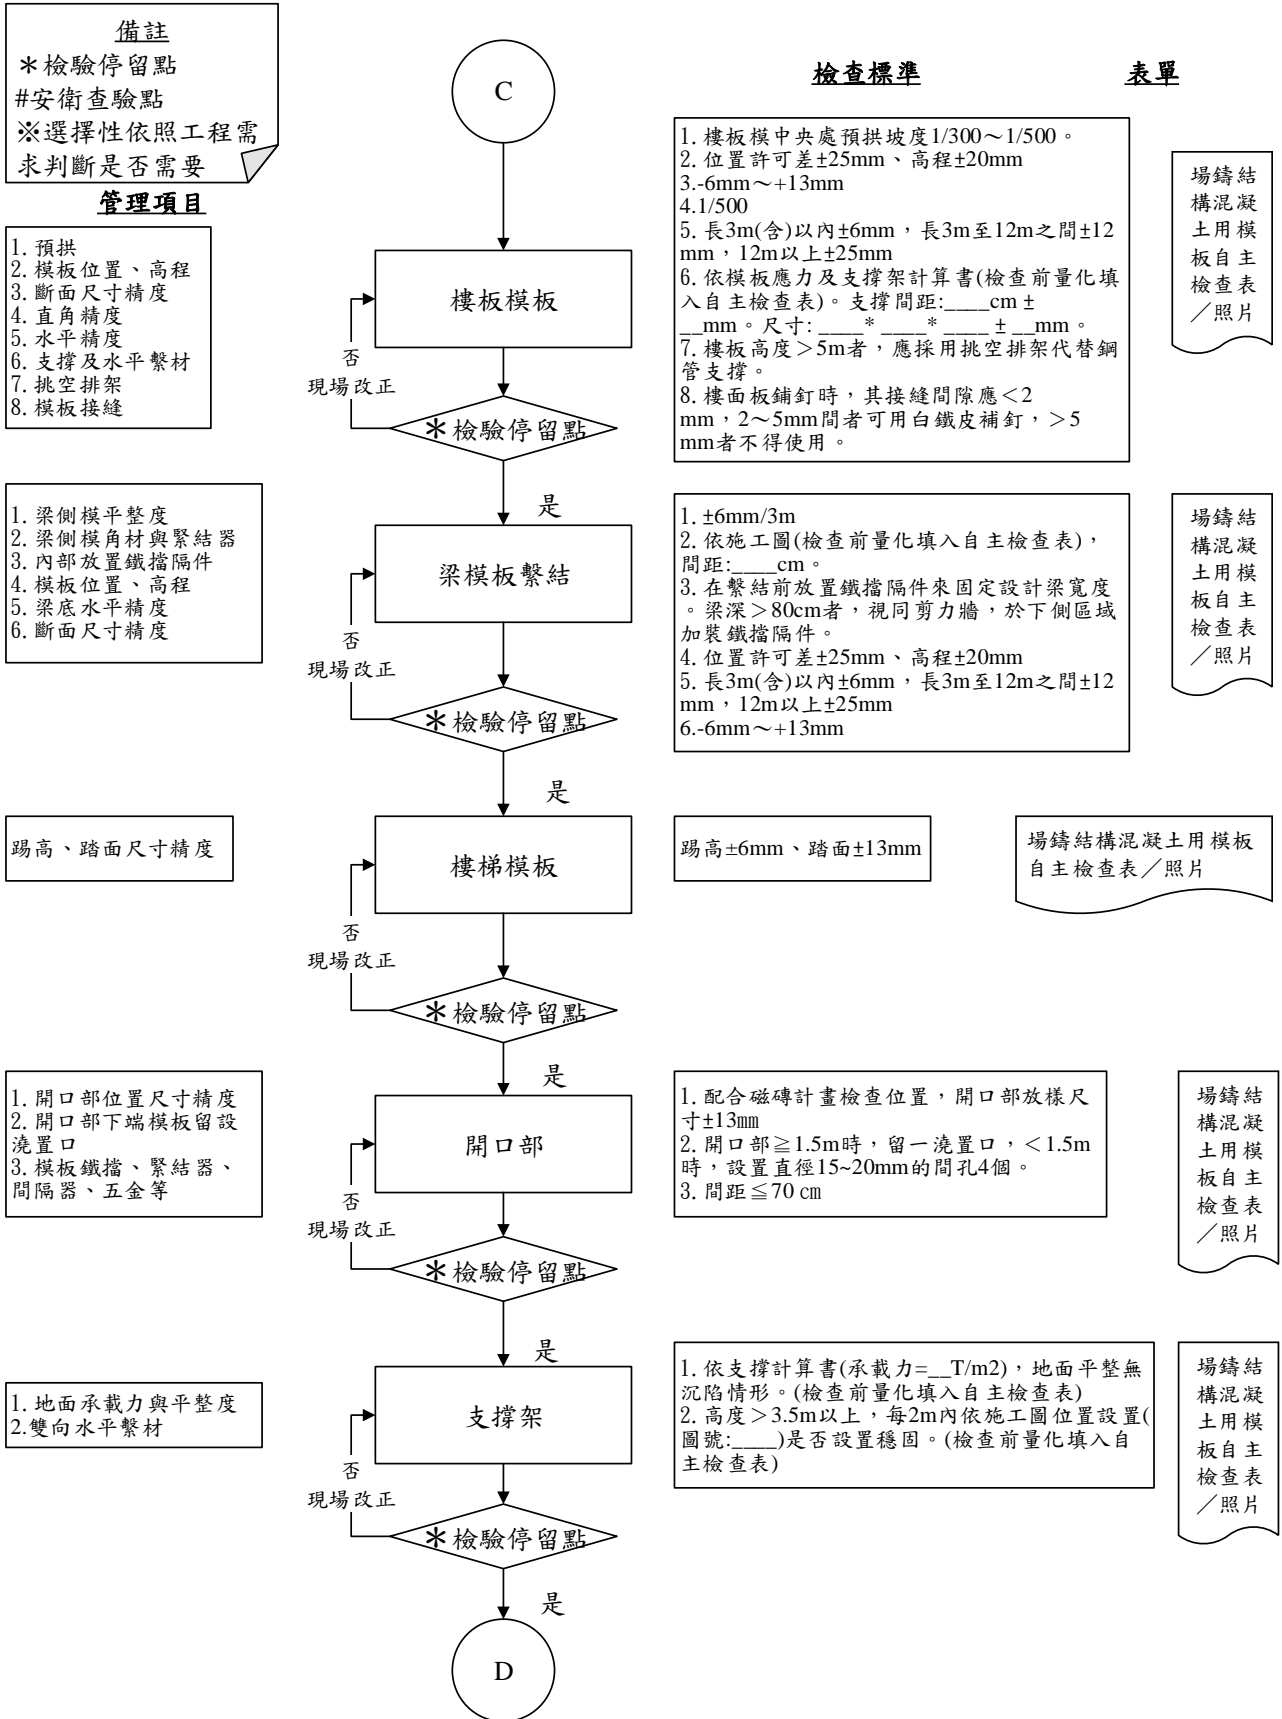 備註
＊檢驗停留點
#安衛查驗點
※選擇性依照工程需
求判斷是否需要
管理項目
檢查標準
表單
C
1. 預拱
2. 模板位置、高程
3. 斷面尺寸精度
4. 直角精度
5. 水平精度
6. 支撐及水平繫材
7. 挑空排架
8. 模板接縫
樓板模板
否
現場改正
＊檢驗停留點
是
1. 樓板模中央處預拱坡度1/300～1/500。
2. 位置許可差±25mm、高程±20mm
3.-6mm～+13mm
4.1/500
5. 長3m(含)以內±6mm，長3m至12m之間±12
mm，12m以上±25mm
6. 依模板應力及支撐架計算書(檢查前量化填
入自主檢查表)。支撐間距:____cm ±
__mm。尺寸: ____* ____* ____ ± __mm。
7. 樓板高度＞5m者，應採用挑空排架代替鋼
管支撐。
8. 樓面板鋪釘時，其接縫間隙應＜2
mm，2～5mm間者可用白鐵皮補釘，＞5
mm者不得使用。
場鑄結
構混凝
土用模
板自主
檢查表
／照片
1. 梁側模平整度
2. 梁側模角材與緊結器
3. 內部放置鐵擋隔件
4. 模板位置、高程
5. 梁底水平精度
6. 斷面尺寸精度
梁模板繫結
否
現場改正
＊檢驗停留點
是
1. ±6mm/3m
2. 依施工圖(檢查前量化填入自主檢查表)，
間距:____cm。
3. 在繫結前放置鐵擋隔件來固定設計梁寬度
。梁深＞80cm者，視同剪力牆，於下側區域
加裝鐵擋隔件。
4. 位置許可差±25mm、高程±20mm
5. 長3m(含)以內±6mm，長3m至12m之間±12
mm，12m以上±25mm
6.-6mm～+13mm
場鑄結
構混凝
土用模
板自主
檢查表
／照片
踢高、踏面尺寸精度
樓梯模板
否
現場改正
＊檢驗停留點
是
踢高±6mm、踏面±13mm
場鑄結構混凝土用模板
自主檢查表／照片
1. 開口部位置尺寸精度
2. 開口部下端模板留設
澆置口
3. 模板鐵擋、緊結器、
間隔器、五金等
開口部
否
現場改正
＊檢驗停留點
是
1. 配合磁磚計畫檢查位置，開口部放樣尺
寸±13㎜
2. 開口部≧1.5m時，留一澆置口，＜1.5m
時，設置直徑15~20mm的間孔4個。
3. 間距≦70 ㎝
場鑄結
構混凝
土用模
板自主
檢查表
／照片
1. 地面承載力與平整度
2.雙向水平繫材
支撐架
否
現場改正
＊檢驗停留點
是
1. 依支撐計算書(承載力=__T/m2)，地面平整無
沉陷情形。(檢查前量化填入自主檢查表)
2. 高度＞3.5m以上，每2m內依施工圖位置設置(
圖號:____)是否設置穩固。(檢查前量化填入自
主檢查表)
場鑄結
構混凝
土用模
板自主
檢查表
／照片
D